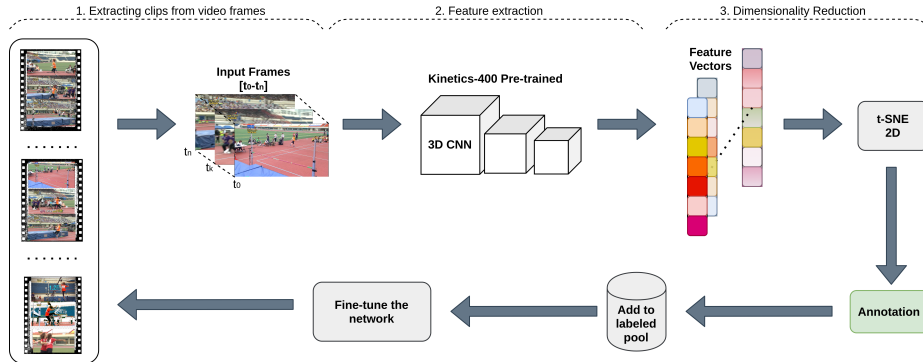 1. Extracting clips from video frames
2. Feature extraction
3. Dimensionality Reduction
Input Frames
[t0-tn]
tn
tk
t0
Kinetics-400 Pre-trained
3D CNN
Feature
Vectors
t-SNE
2D
Annotation
Add to
labeled
pool
Fine-tune the
network